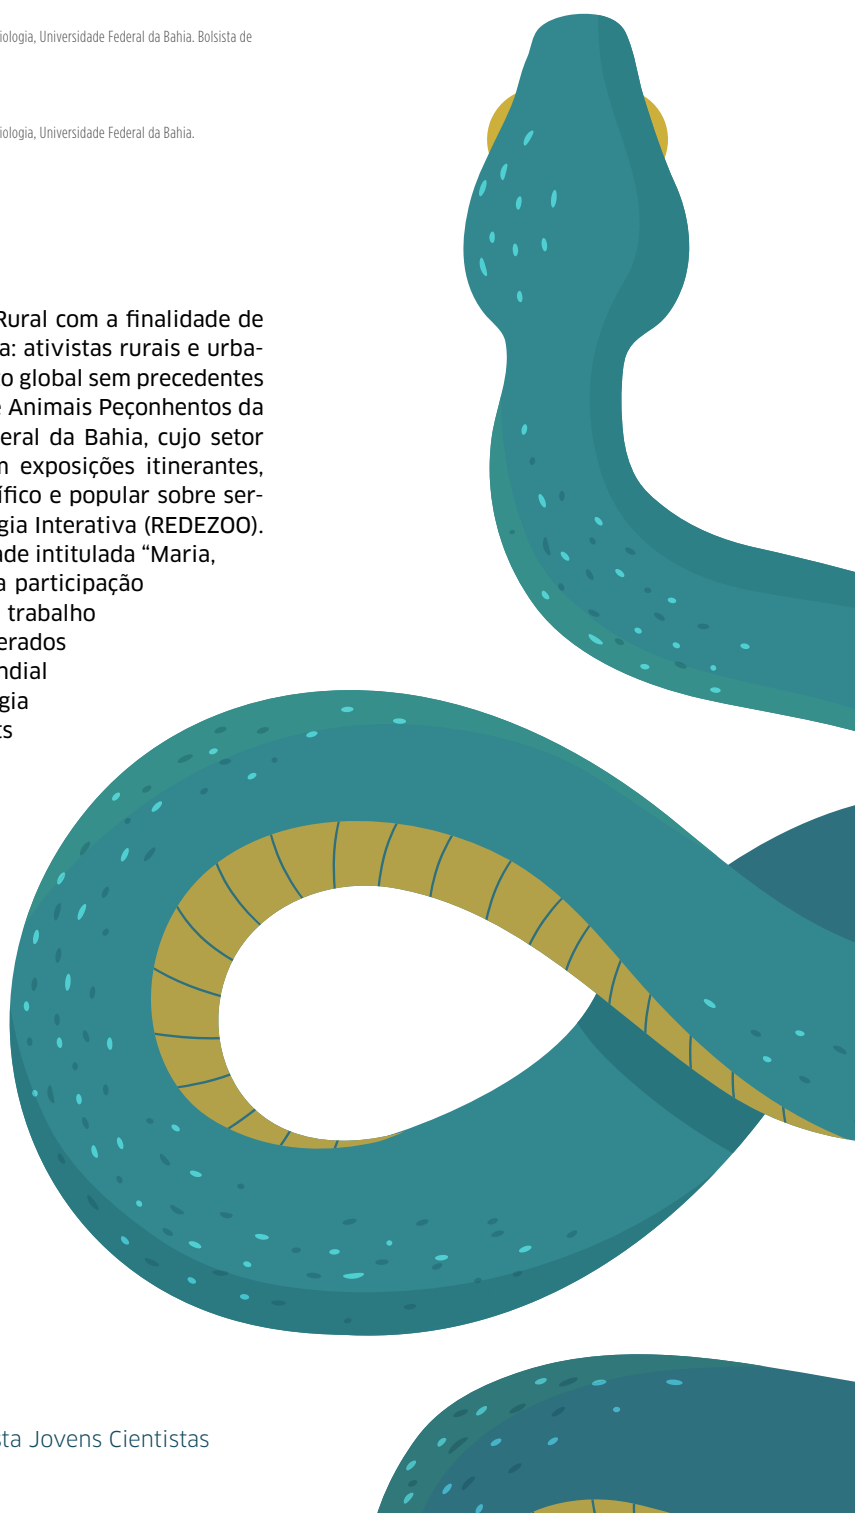 iologia, Universidade Federal da Bahia. Bolsista de
iologia, Universidade Federal da Bahia.
Rural com a finalidade de
a: ativistas rurais e urba-
o global sem precedentes
e Animais Peçonhentos da
eral da Bahia, cujo setor
m exposições itinerantes,
ífico e popular sobre ser-
gia Interativa (REDEZOO).
ade intitulada “Maria,
a participação
trabalho
erados
ndial
gia
ts
sta Jovens Cientistas